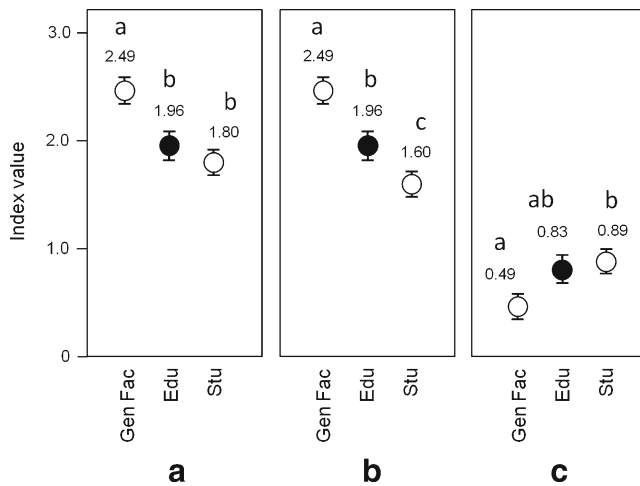 3.0
2.0
1.0
0
Index value
a
2.49
b
1.96
b
1.80
Gen Fac
Edu
Stu
a
a
2.49
b
1.96
c
1.60
Gen Fac
Edu
Stu
b
a
0.49
ab
0.83
b
0.89
Gen Fac
Edu
Stu
c